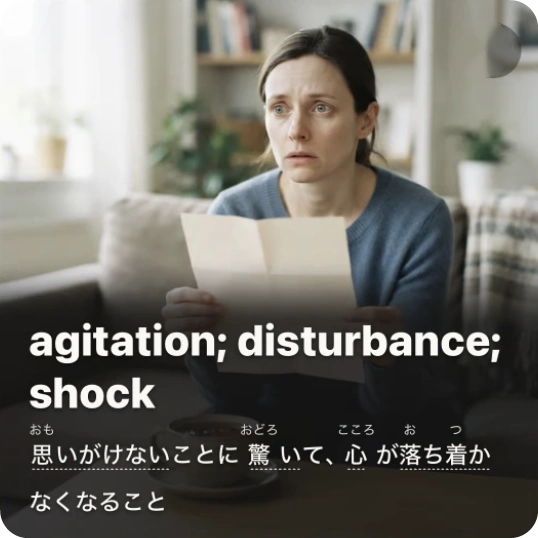 agitation; disturbance;
shock
おも おどろ こころ お つ
思いがけないことに驚いて、心が落ち着か
なくなること